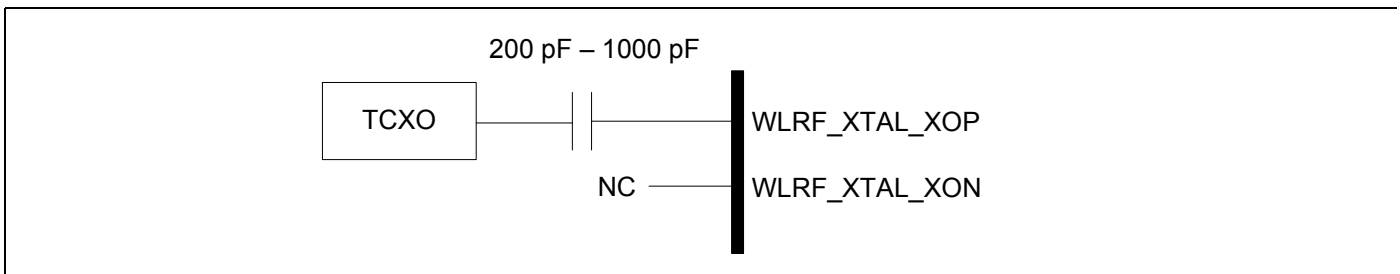 200 pF – 1000 pF
TCXO
WLRF_XTAL_XOP
NC
WLRF_XTAL_XON